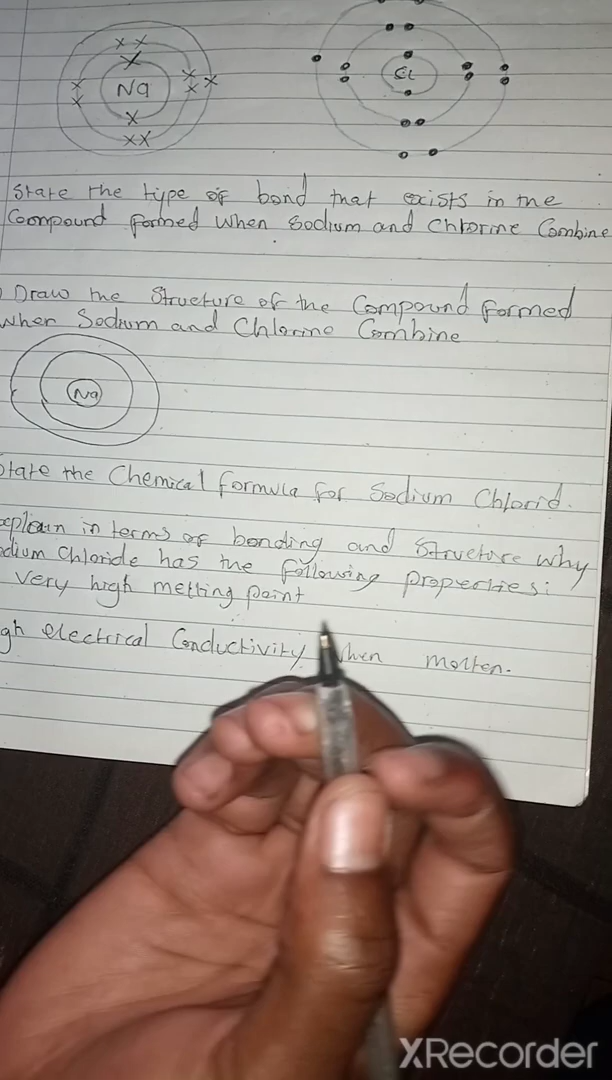 Na
Cl
State the type of bond that exists in the
Coompound formed when sodium and chlorine Combine
Draw the Structure of the Compound formed
when Sodium and Chlorine Combine
Na
State the Chemical formula for Sodium Chlorid.
explain in terms of bonding and structure why
dium Chloride has the following properties:
very high melting point
gh electrical Conductivity when molten.
XRecorder